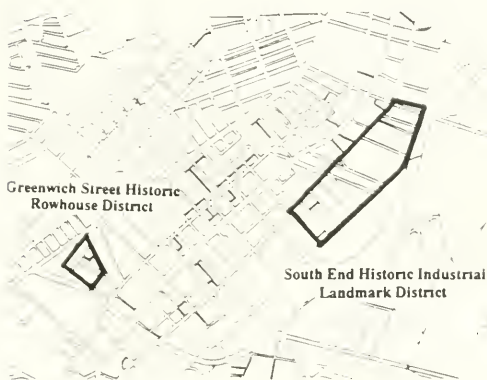 Greenwich Street Historic
Rowhouse District
South End Historic Industrial
Landmark District